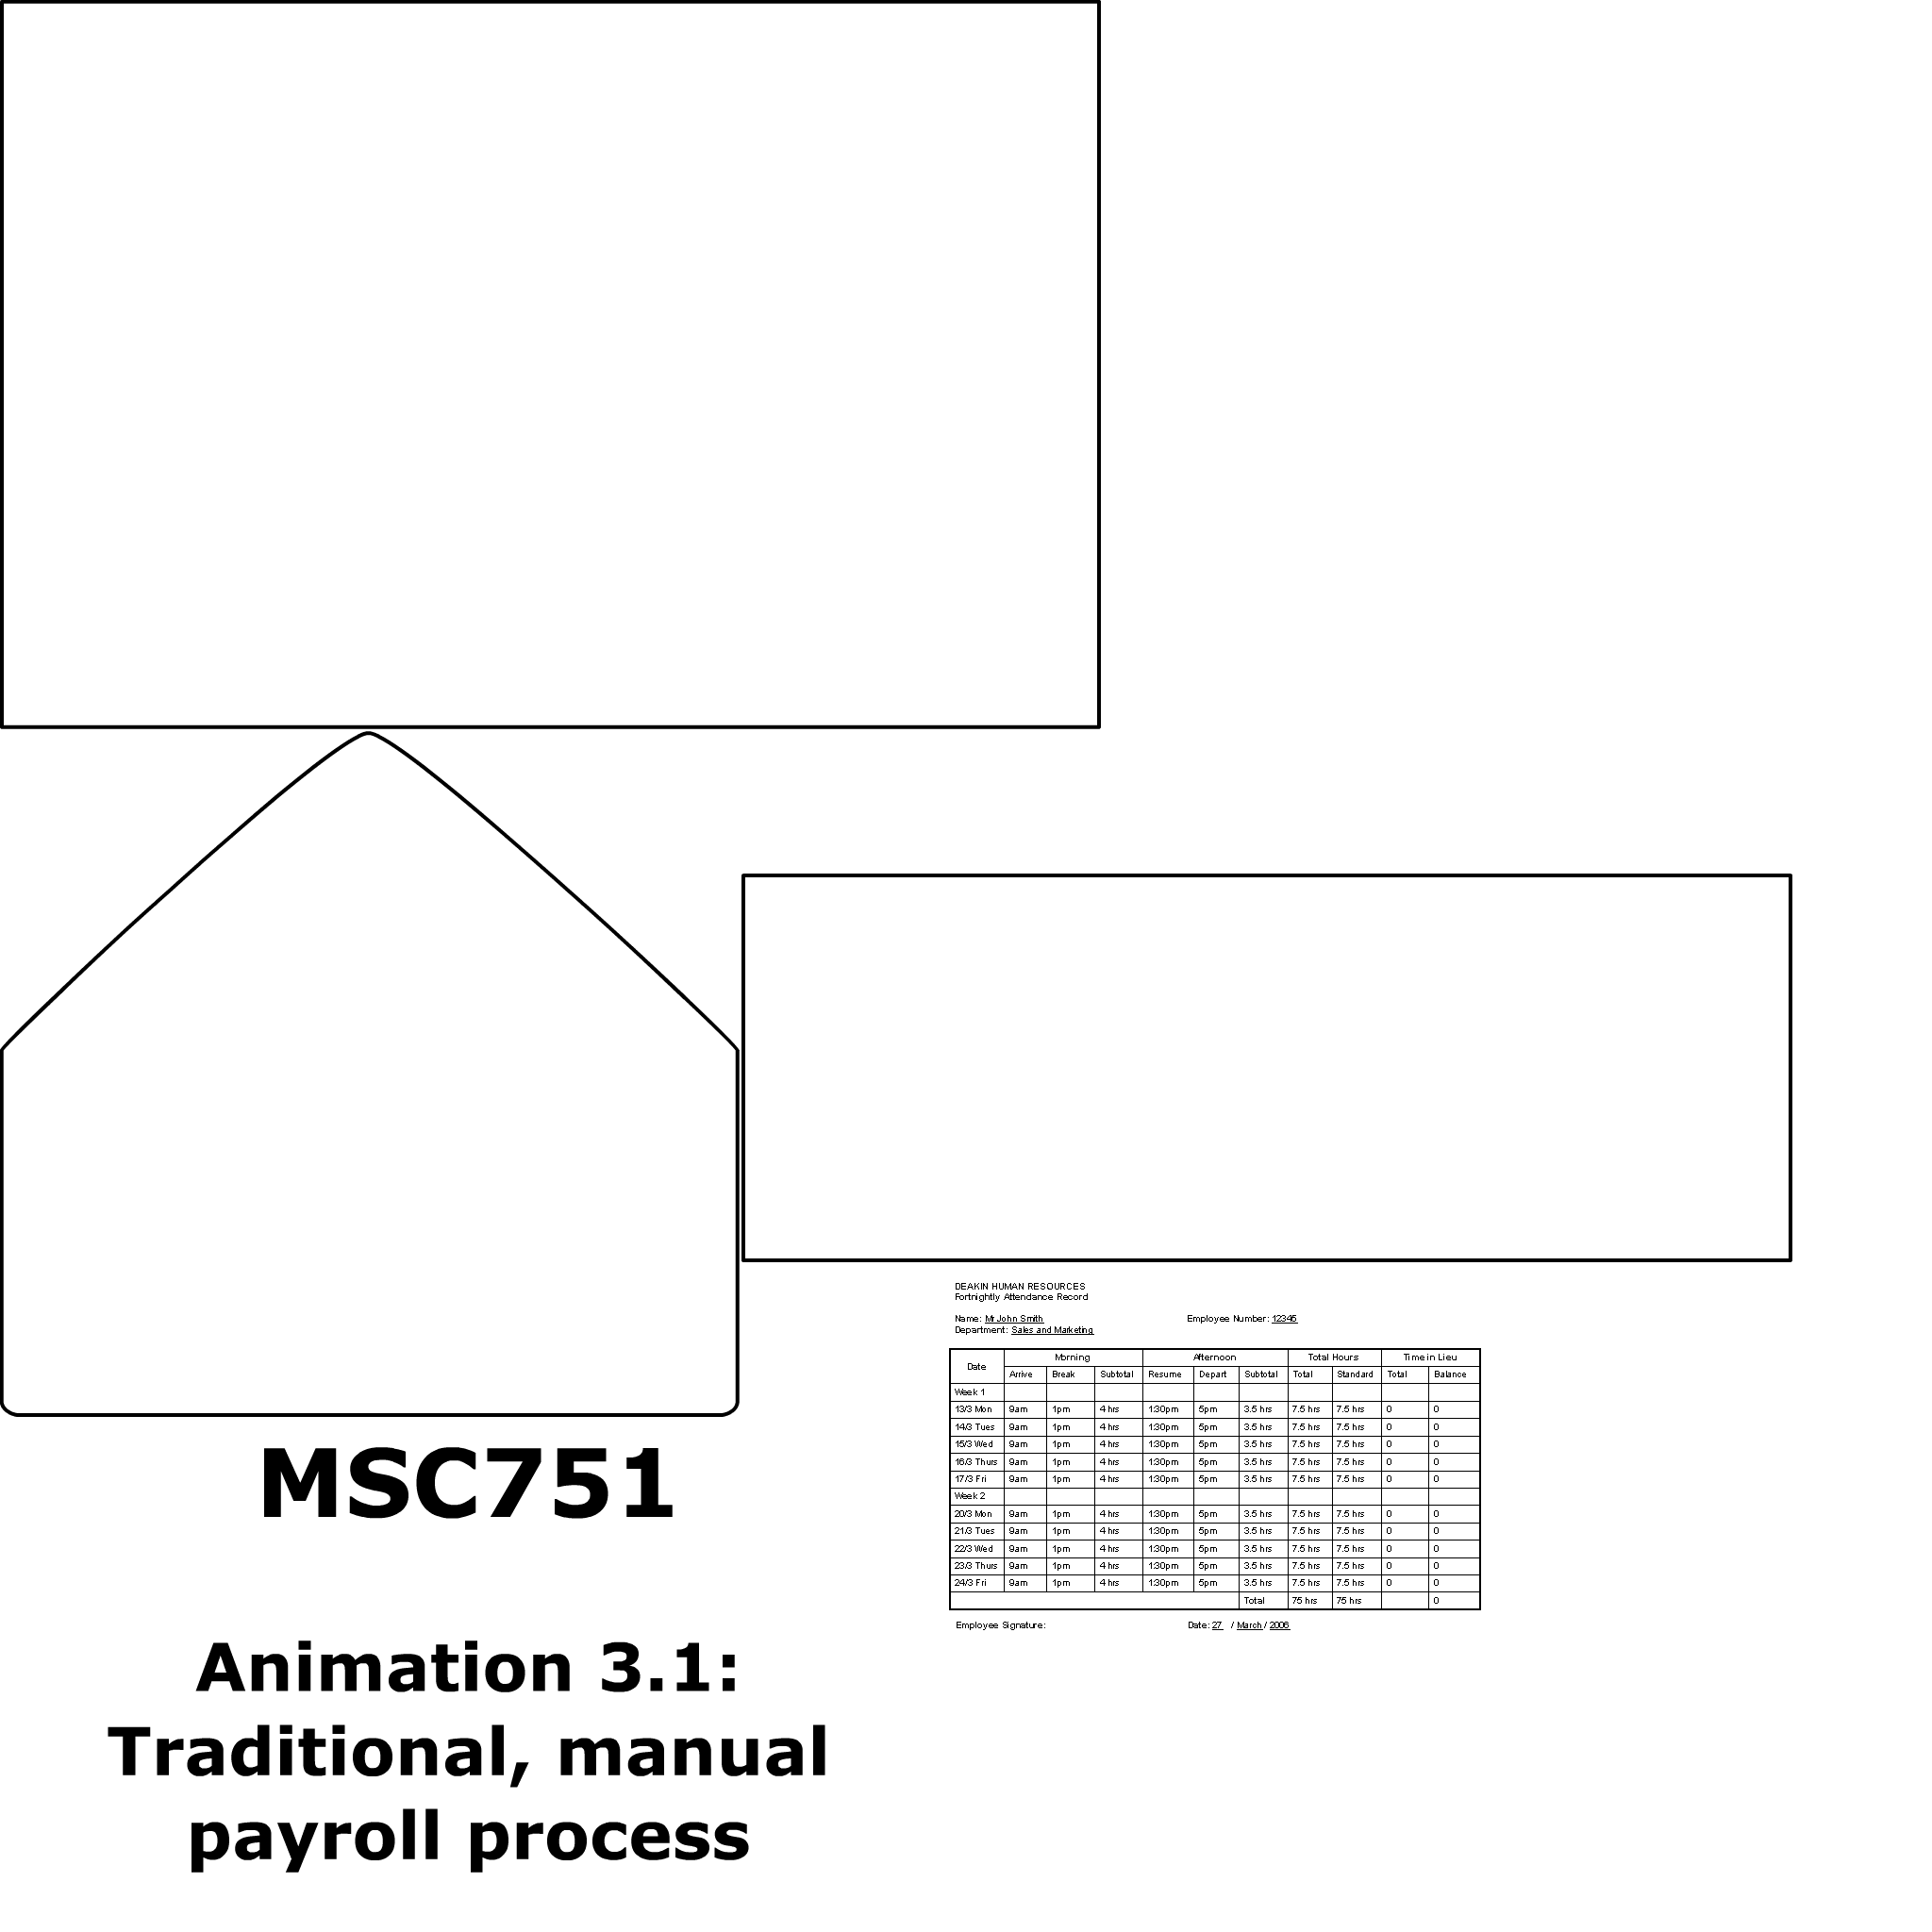 DEAKIN HUMAN RESOURCES
Fortnightly Attendance Record
Name: Mr John Smith Employee Number: 12345
Department: Sales and Marketing
Date Morning Afternoon Total Hours Time in Lieu
Arrive Break Subtotal Resume Depart Subtotal Total Standard Total Balance
Week 1
13/3 Mon 9am 1pm 4 hrs 1:30pm 5pm 3.5 hrs 7.5 hrs 7.5 hrs 0 0
14/3 Tues 9am 1pm 4 hrs 1:30pm 5pm 3.5 hrs 7.5 hrs 7.5 hrs 0 0
15/3 Wed 9am 1pm 4 hrs 1:30pm 5pm 3.5 hrs 7.5 hrs 7.5 hrs 0 0
16/3 Thurs 9am 1pm 4 hrs 1:30pm 5pm 3.5 hrs 7.5 hrs 7.5 hrs 0 0
17/3 Fri 9am 1pm 4 hrs 1:30pm 5pm 3.5 hrs 7.5 hrs 7.5 hrs 0 0
Week 2
20/3 Mon 9am 1pm 4 hrs 1:30pm 5pm 3.5 hrs 7.5 hrs 7.5 hrs 0 0
21/3 Tues 9am 1pm 4 hrs 1:30pm 5pm 3.5 hrs 7.5 hrs 7.5 hrs 0 0
22/3 Wed 9am 1pm 4 hrs 1:30pm 5pm 3.5 hrs 7.5 hrs 7.5 hrs 0 0
23/3 Thurs 9am 1pm 4 hrs 1:30pm 5pm 3.5 hrs 7.5 hrs 7.5 hrs 0 0
24/3 Fri 9am 1pm 4 hrs 1:30pm 5pm 3.5 hrs 7.5 hrs 7.5 hrs 0 0
Total 75 hrs 75 hrs 0
Employee Signature: Date: 27 / March / 2006
MSC751
Animation 3.1:
Traditional, manual
payroll process